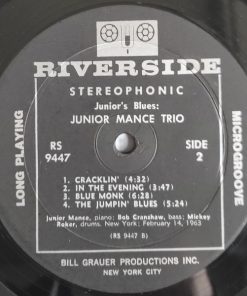 RIVERSIDE
STEREOPHONIC
Junior's Blues:
JUNIOR MANCE TRIO
RS
9447
SIDE
2
LONG PLAYING
MICROGROOVE
1. CRACKLIN' (4:32)
2. IN THE EVENING (3:47)
3. BLUE MONK (6:28)
4. THE JUMPIN' BLUES (5:24)
Junior Mance, piano; Bob Cranshaw, bass; Mickey
Roker, drums. New York; February 14, 1963
(RS 9447 B)
BILL GRAUER PRODUCTIONS INC.
NEW YORK CITY